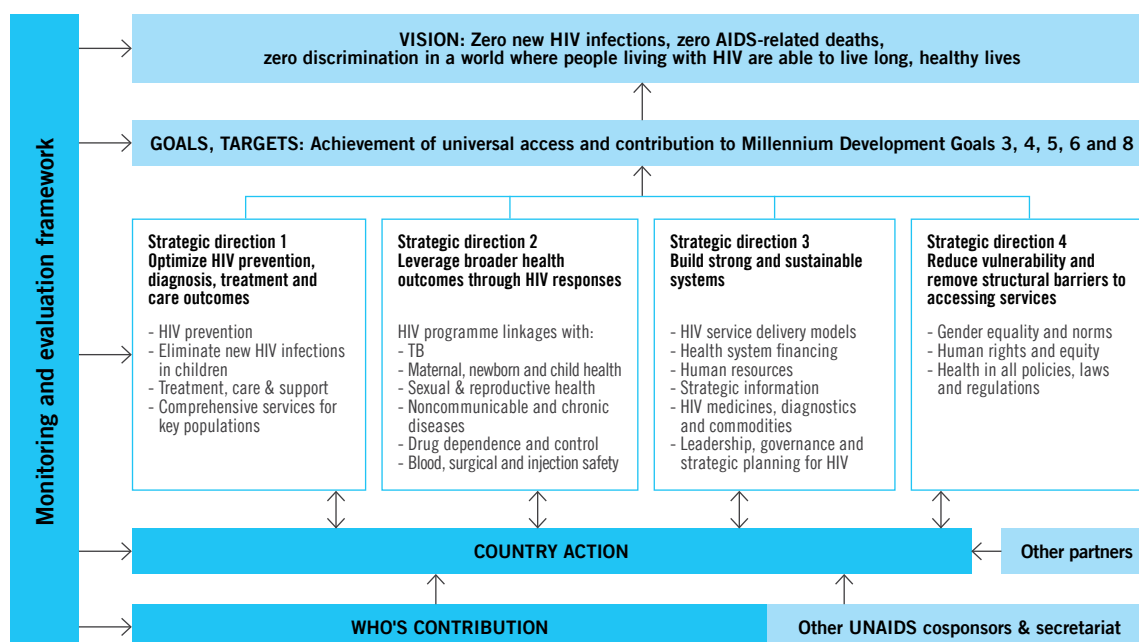 Monitoring and evaluation framework
VISION: Zero new HIV infections, zero AIDS-related deaths,
zero discrimination in a world where people living with HIV are able to live long, healthy lives
GOALS, TARGETS: Achievement of universal access and contribution to Millennium Development Goals 3, 4, 5, 6 and 8
Strategic direction 1
Optimize HIV prevention,
diagnosis, treatment and
care outcomes
- HIV prevention
- Eliminate new HIV infections
in children
- Treatment, care & support
- Comprehensive services for
key populations
Strategic direction 2
Leverage broader health
outcomes through HIV responses
HIV programme linkages with:
- TB
- Maternal, newborn and child health
- Sexual & reproductive health
- Noncommunicable and chronic
diseases
- Drug dependence and control
- Blood, surgical and injection safety
Strategic direction 3
Build strong and sustainable
systems
- HIV service delivery models
- Health system financing
- Human resources
- Strategic information
- HIV medicines, diagnostics
and commodities
- Leadership, governance and
strategic planning for HIV
Strategic direction 4
Reduce vulnerability and
remove structural barriers to
accessing services
- Gender equality and norms
- Human rights and equity
- Health in all policies, laws
and regulations
COUNTRY ACTION
Other partners
WHO'S CONTRIBUTION
Other UNAIDS cosponsors & secretariat